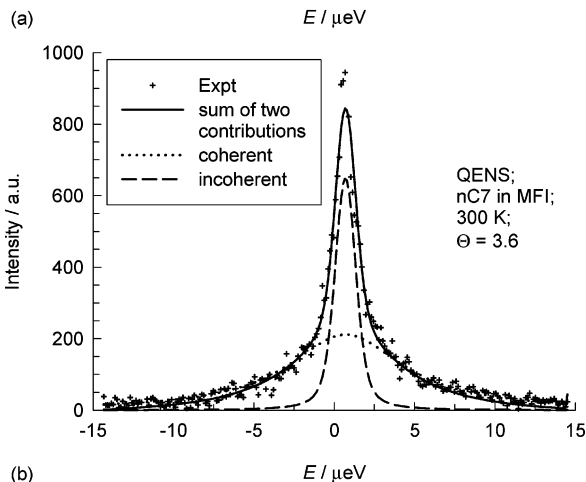 (a)
E / μeV
1000
800
600
400
200
0
Intensity / a.u.
Expt
sum of two
contributions
coherent
incoherent
QENS;
nC7 in MFI;
300 K;
Θ = 3.6
-15 -10 -5 0 5 10 15
(b)
E / μeV